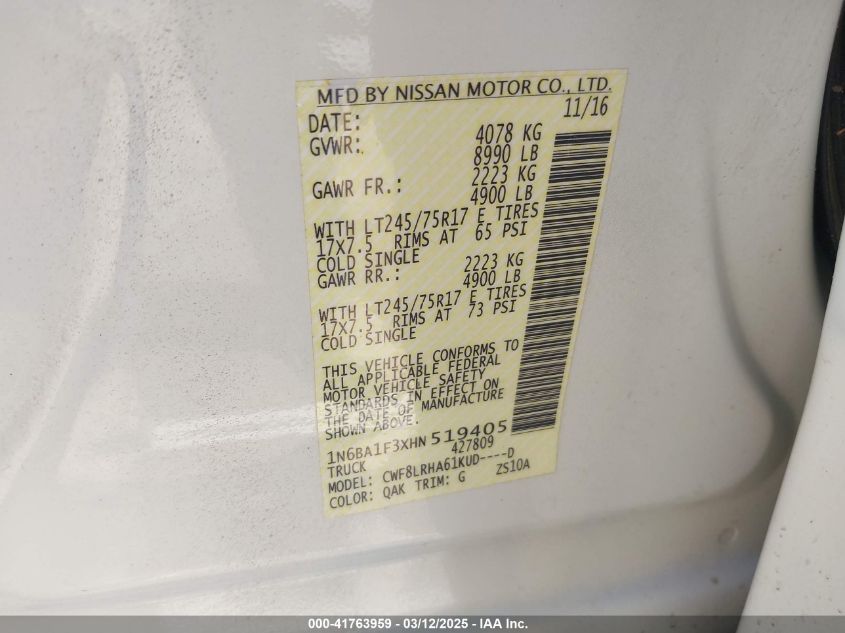 MFD BY NISSAN MOTOR CO., LTD.
DATE: 11/16
GVWR: 4078 KG
8990 LB
GAWR FR.: 2223 KG
4900 LB
WITH LT245/75R17 E TIRES
17X7.5 RIMS AT 65 PSI
COLD SINGLE
GAWR RR.: 2223 KG
4900 LB
WITH LT245/75R17 E TIRES
17X7.5 RIMS AT 73 PSI
COLD SINGLE
THIS VEHICLE CONFORMS TO
ALL APPLICABLE FEDERAL
MOTOR VEHICLE SAFETY
STANDARDS IN EFFECT ON
THE DATE OF MANUFACTURE
SHOWN ABOVE.
1N6BA1F3XHN519405
TRUCK 427809
MODEL: CWF8LRHA61KUD----D
COLOR: QAK TRIM: G ZS10A
000-41763959 — 03/12/2025 — IAA Inc.